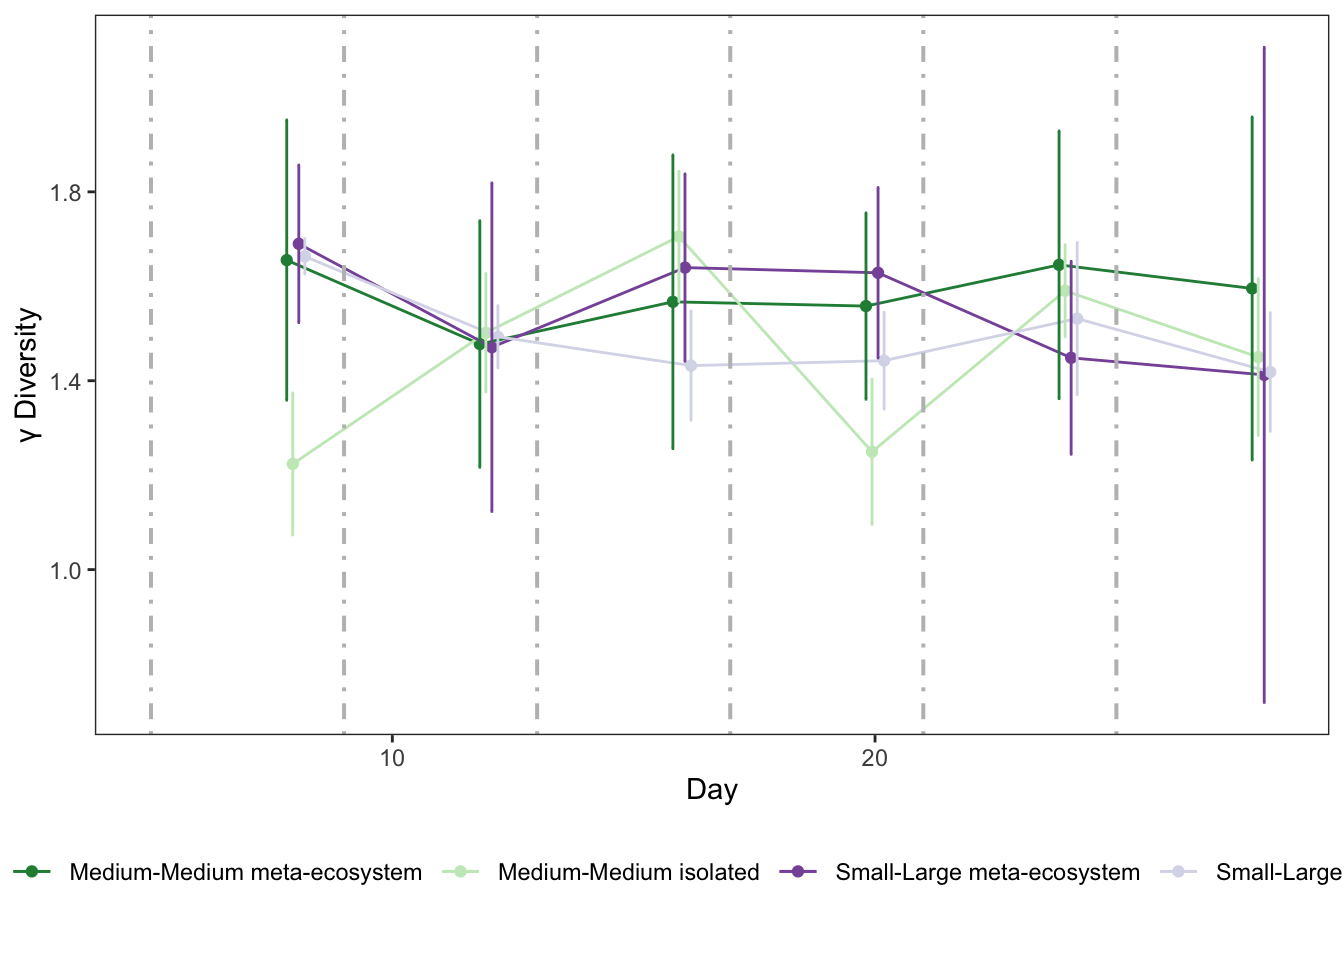 γ Diversity
1.8
1.4
1.0
10
20
Day
Medium-Medium meta-ecosystem
Medium-Medium isolated
Small-Large meta-ecosystem
Small-Large